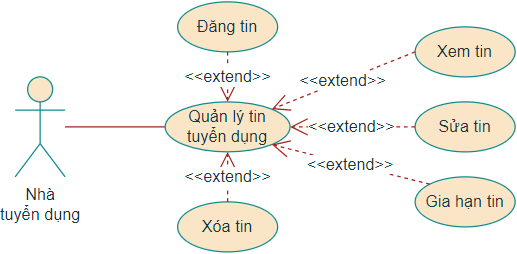 Đăng tin
Xem tin
<<extend>>
<<extend>>
Quản lý tin
tuyển dụng
<<extend>>
Sửa tin
<<extend>>
<<extend>>
Nhà
tuyển dụng
Gia hạn tin
Xóa tin